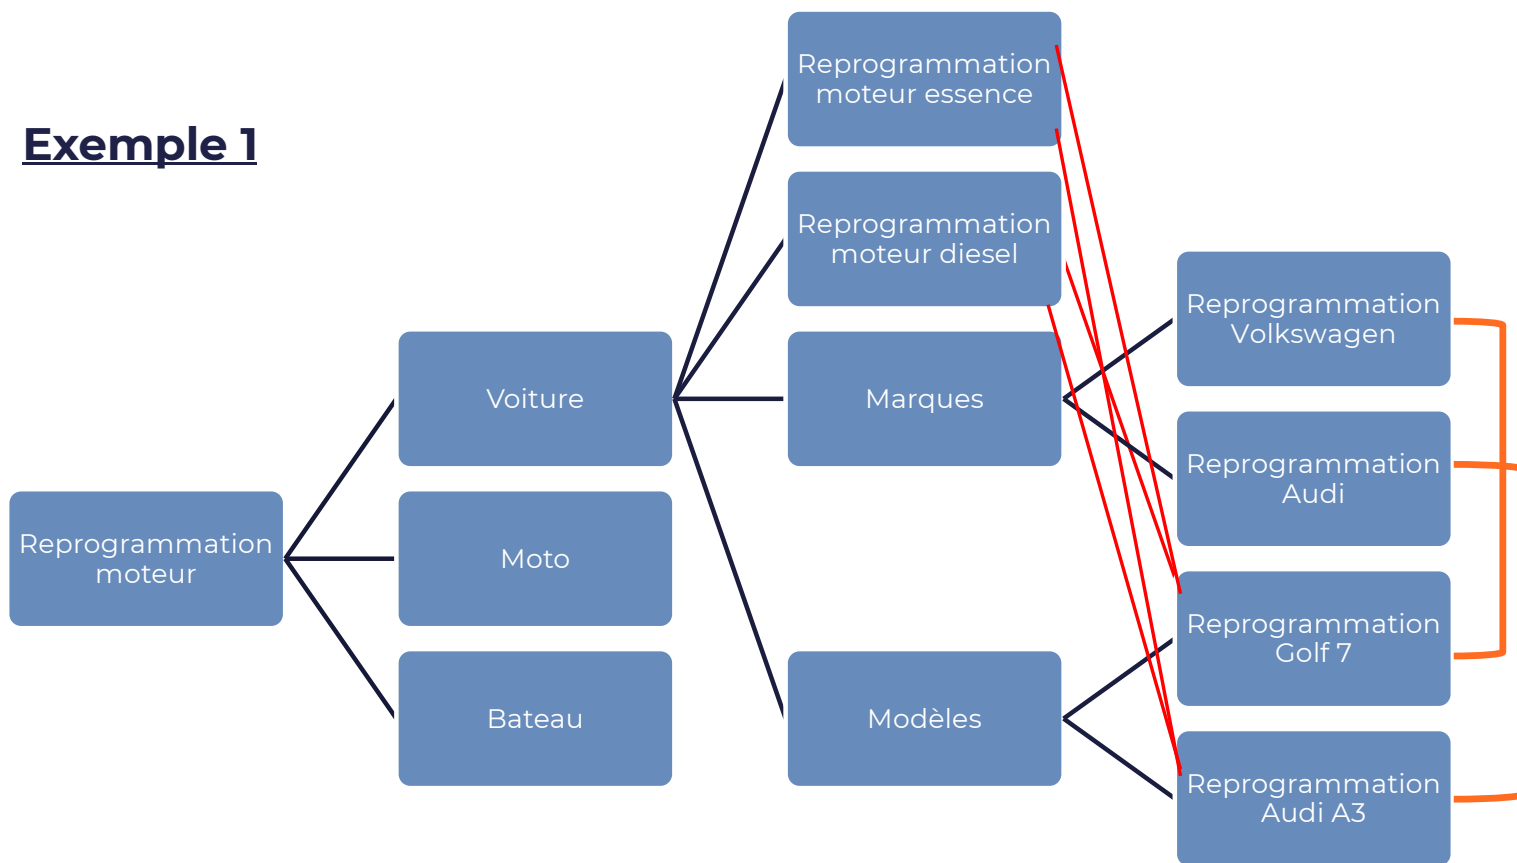 Exemple 1
Reprogrammation
moteur
Voiture
Moto
Bateau
Reprogrammation
moteur essence
Reprogrammation
moteur diesel
Marques
Modèles
Reprogrammation
Volkswagen
Reprogrammation
Audi
Reprogrammation
Golf 7
Reprogrammation
Audi A3